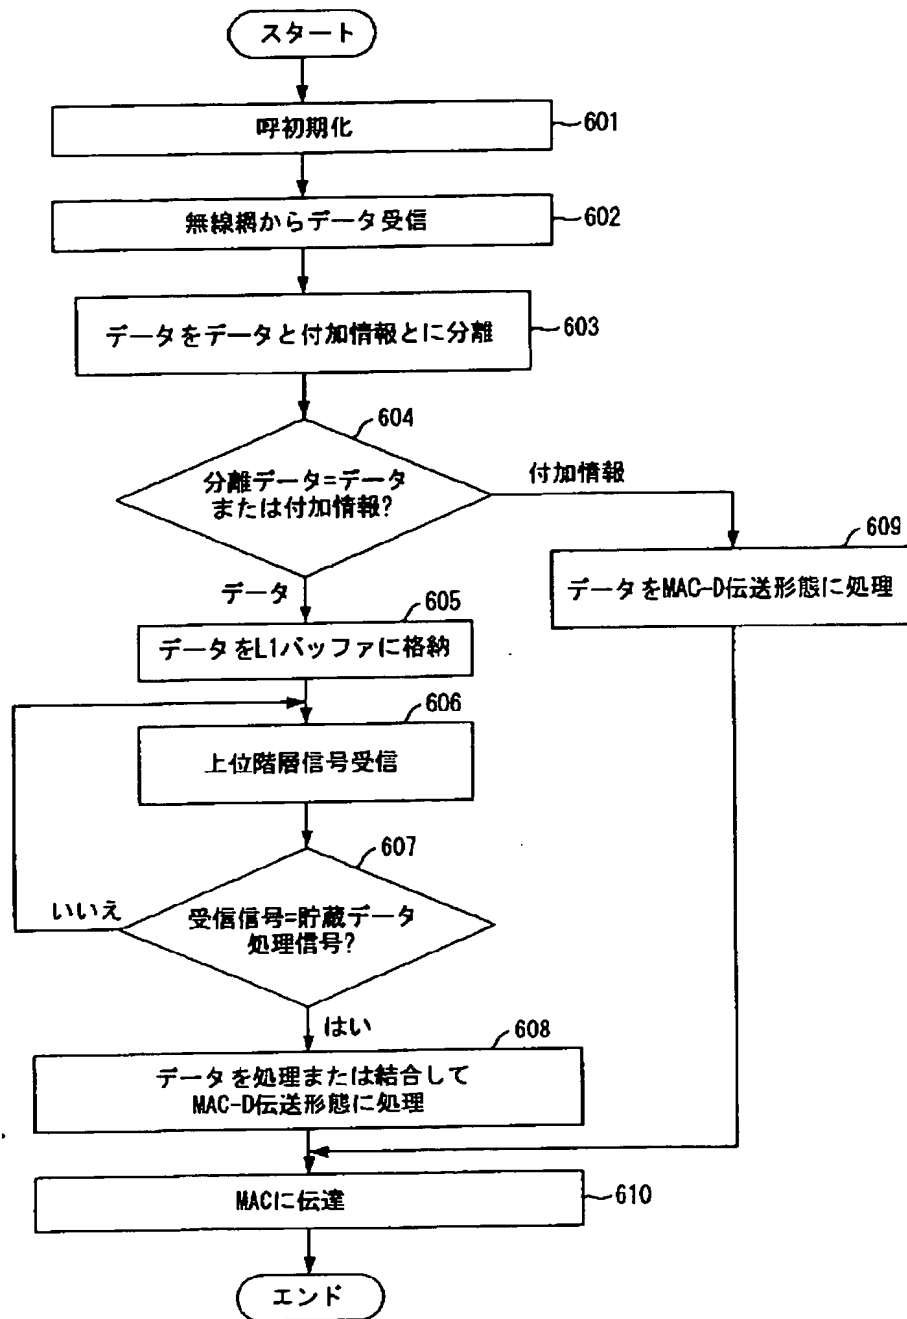 スタート
呼初期化
601
無線網からデータ受信
602
データをデータと付加情報とに分離
603
604
分離データ=データ
または付加情報?
付加情報
データ
609
データをMAC-D伝送形態に処理
605
データをL1バッファに格納
606
上位階層信号受信
607
いいえ
受信信号=貯蔵データ
処理信号?
はい
608
データを処理または結合して
MAC-D伝送形態に処理
MACに伝達
610
エンド